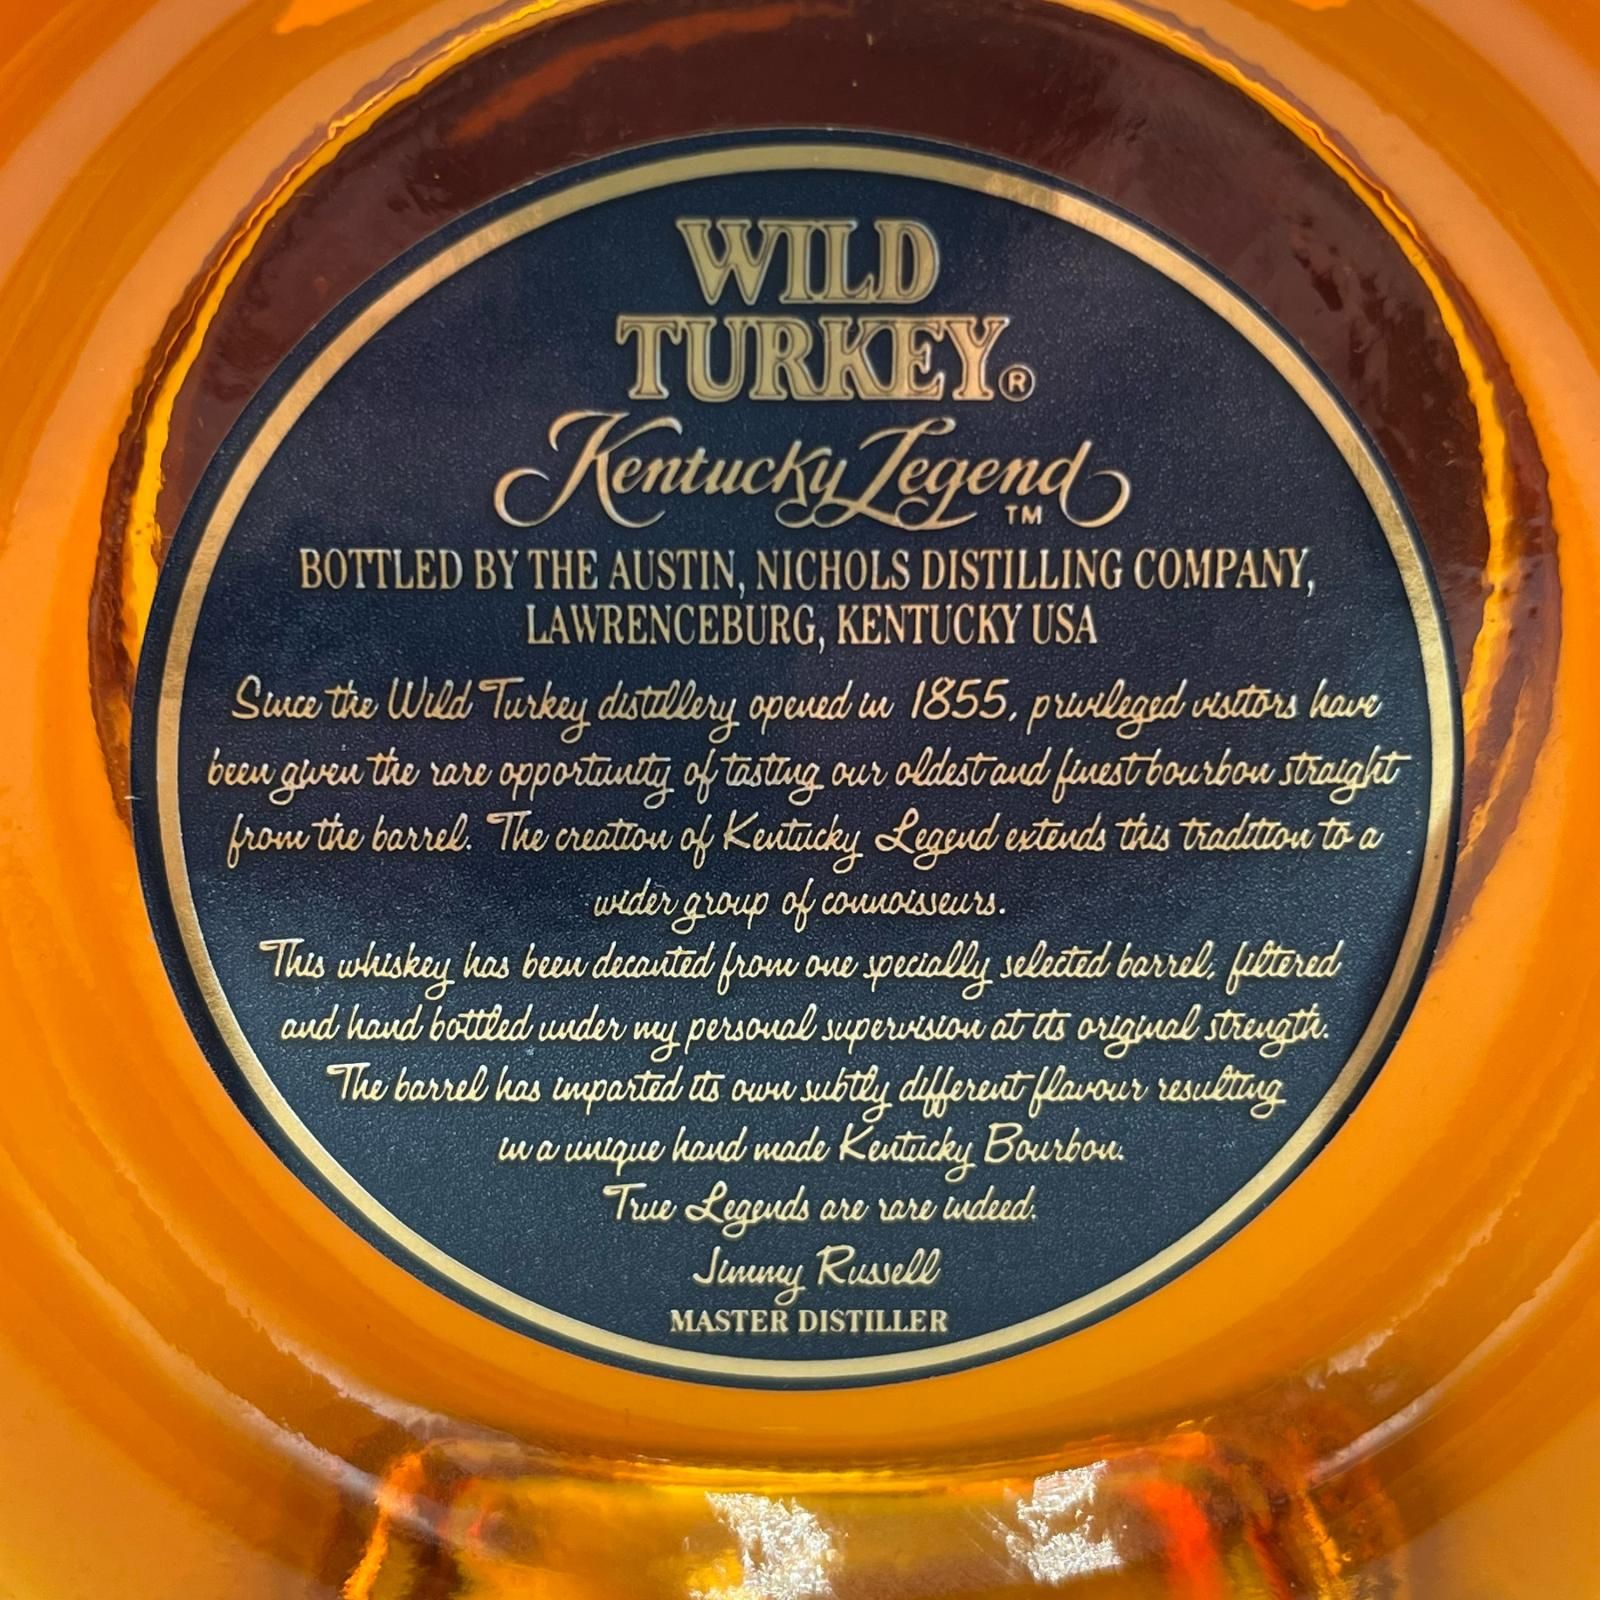 WILD
TURKEY®
Kentucky Legend™
BOTTLED BY THE AUSTIN, NICHOLS DISTILLING COMPANY,
LAWRENCEBURG, KENTUCKY USA
Since the Wild Turkey distillery opened in 1855, privileged visitors have
been given the rare opportunity of tasting our oldest and finest bourbon straight
from the barrel. The creation of Kentucky Legend extends this tradition to a
wider group of connoisseurs.
This whiskey has been decanted from one specially selected barrel, filtered
and hand bottled under my personal supervision at its original strength.
The barrel has imparted its own subtly different flavour resulting
in a unique hand made Kentucky Bourbon.
True Legends are rare indeed.
Jimmy Russell
MASTER DISTILLER